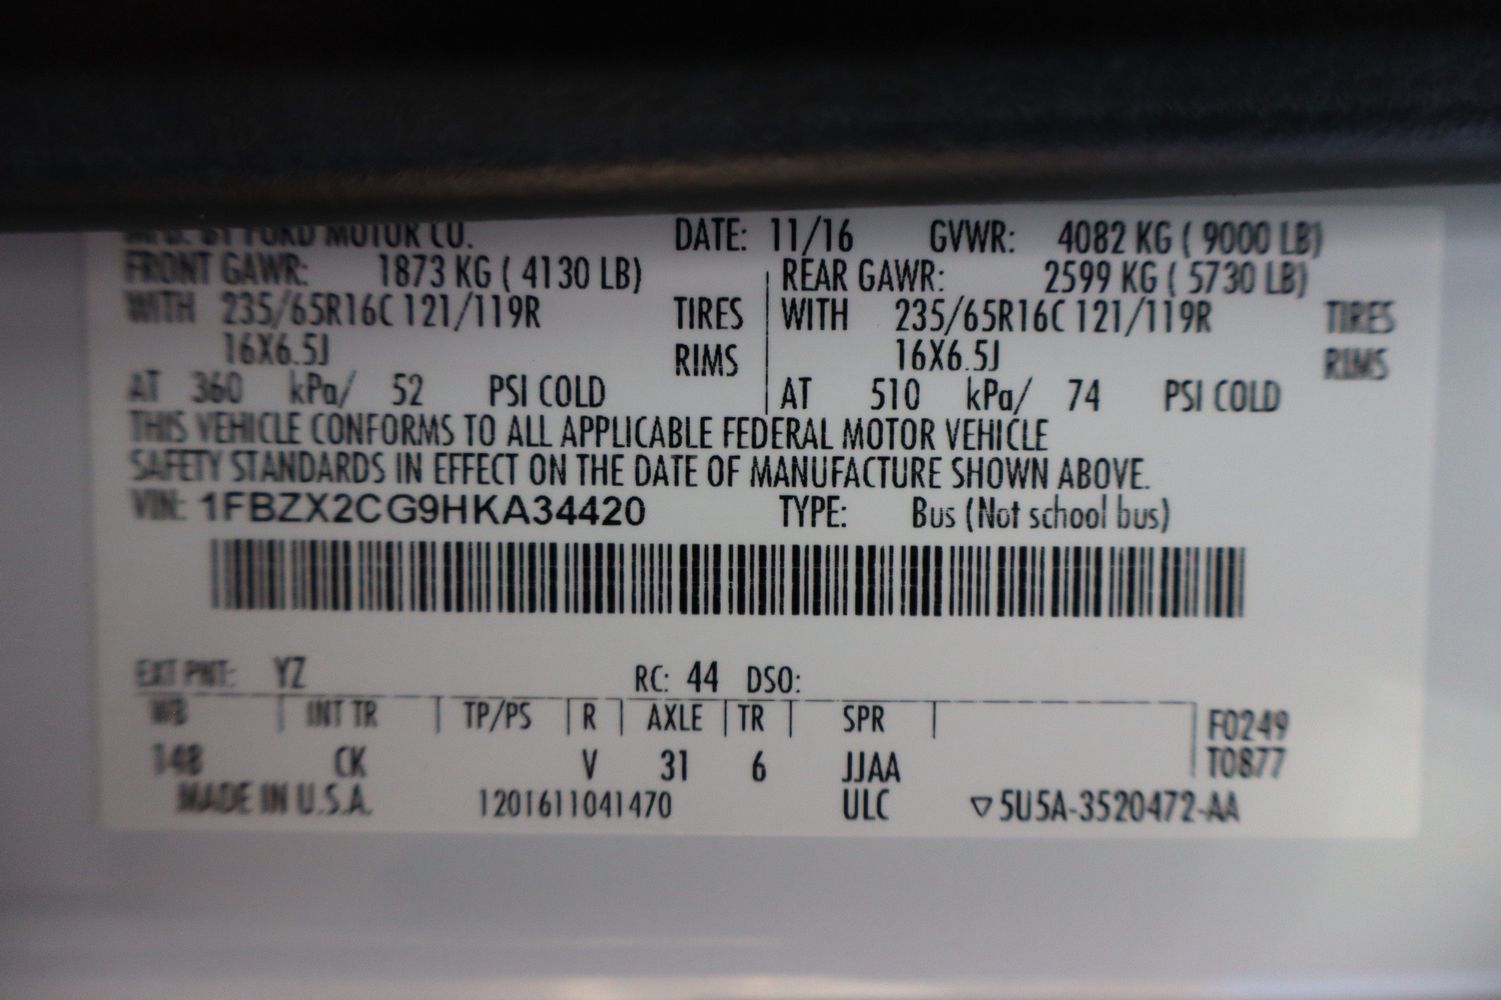 MFD. BY FORD MOTOR CO. DATE: 11/16 GVWR: 4082 KG ( 9000 LB)
FRONT GAWR: 1873 KG ( 4130 LB) REAR GAWR: 2599 KG ( 5730 LB)
WITH 235/65R16C 121/119R TIRES WITH 235/65R16C 121/119R TIRES
16X6.5J RIMS 16X6.5J RIMS
AT 360 kPa/ 52 PSI COLD AT 510 kPa/ 74 PSI COLD
THIS VEHICLE CONFORMS TO ALL APPLICABLE FEDERAL MOTOR VEHICLE
SAFETY STANDARDS IN EFFECT ON THE DATE OF MANUFACTURE SHOWN ABOVE.
VIN: 1FBZX2CG9HKA34420 TYPE: Bus (Not school bus)
EXT PNT: YZ RC: 44 DSO:
WB INT TR TP/PS R AXLE TR SPR F0249
148 CK V 31 6 JJAA T0877
MADE IN U.S.A. 1201611041470 ULC ▽5U5A-3520472-AA